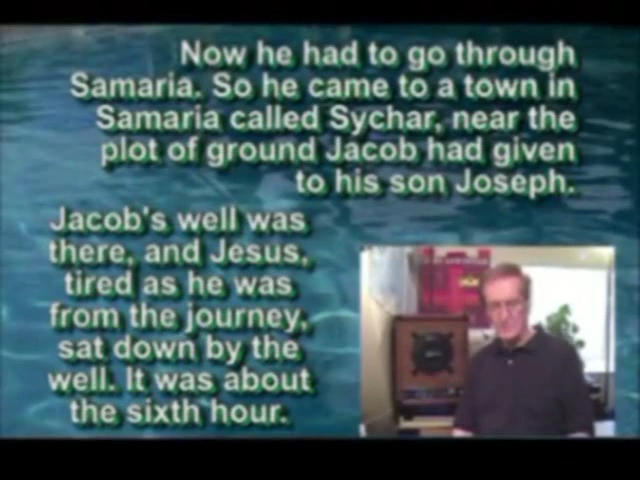 Now he had to go through
Samaria. So he came to a town in
Samaria called Sychar, near the
plot of ground Jacob had given
to his son Joseph.
Jacob's well was
there, and Jesus,
tired as he was
from the journey,
sat down by the
well. It was about
the sixth hour.